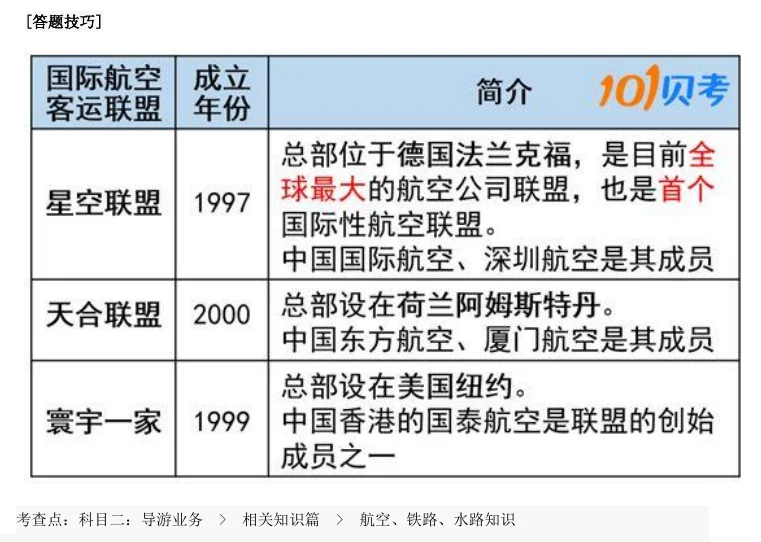 [答题技巧]
国际航空
客运联盟
成立
年份
简介
101贝考
星空联盟
1997
总部位于德国法兰克福，是目前全
球最大的航空公司联盟，也是首个
国际性航空联盟。
中国国际航空、深圳航空是其成员
天合联盟
2000
总部设在荷兰阿姆斯特丹。
中国东方航空、厦门航空是其成员
寰宇一家
1999
总部设在美国纽约。
中国香港的国泰航空是联盟的创始
成员之一
考查点：科目二：导游业务 > 相关知识篇 > 航空、铁路、水路知识